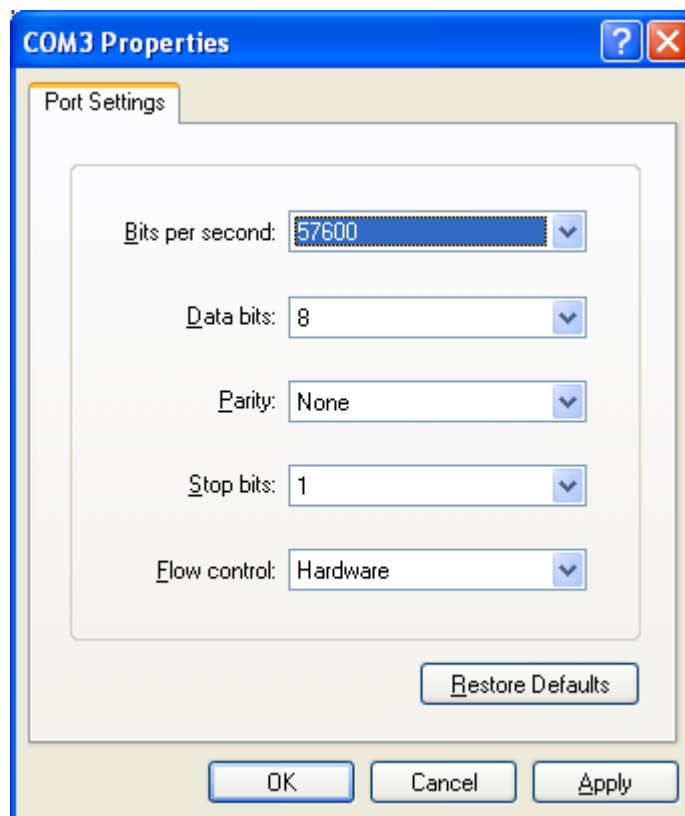 COM3 Properties
Port Settings
Bits per second: 57600
Data bits: 8
Parity: None
Stop bits: 1
Flow control: Hardware
Restore Defaults
OK Cancel Apply